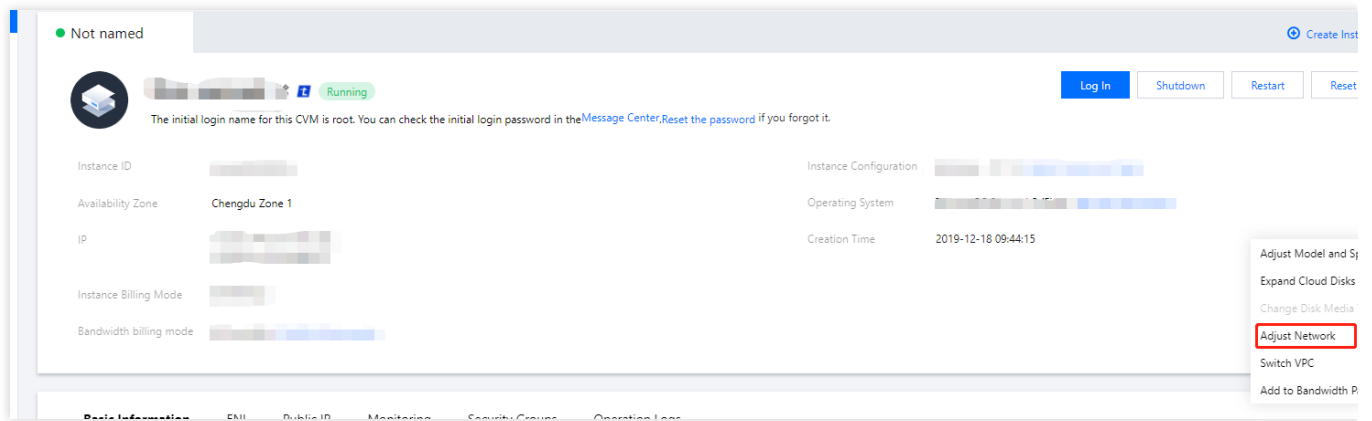 Not named
Create Inst
Running
Log In
Shutdown
Restart
Reset
The initial login name for this CVM is root. You can check the initial login password in the Message Center,Reset the password if you forgot it.
Instance ID
Instance Configuration
Availability Zone
Chengdu Zone 1
Operating System
IP
Creation Time
2019-12-18 09:44:15
Instance Billing Mode
Bandwidth billing mode
Adjust Model and Sp
Expand Cloud Disks
Change Disk Media
Adjust Network
Switch VPC
Add to Bandwidth Pa
Basic Information
ENI
Public IP
Monitoring
Security Groups
Operation Logs